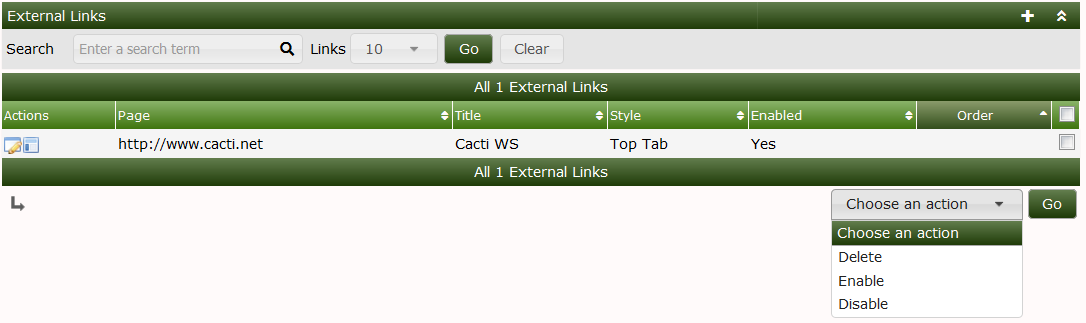 External Links
Search Enter a search term Links 10 Go Clear
All 1 External Links
Actions Page Title Style Enabled Order
http://www.cacti.net Cacti WS Top Tab Yes
All 1 External Links
Choose an action Go
Choose an action
Delete
Enable
Disable